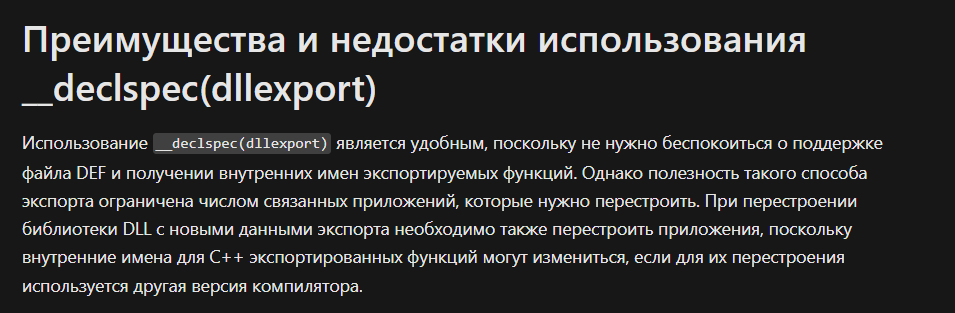 Преимущества и недостатки использования
__declspec(dllexport)
Использование __declspec(dllexport) является удобным, поскольку не нужно беспокоиться о поддержке
файла DEF и получении внутренних имен экспортируемых функций. Однако полезность такого способа
экспорта ограничена числом связанных приложений, которые нужно перестроить. При перестроении
библиотеки DLL с новыми данными экспорта необходимо также перестроить приложения, поскольку
внутренние имена для C++ экспортированных функций могут измениться, если для их перестроения
используется другая версия компилятора.